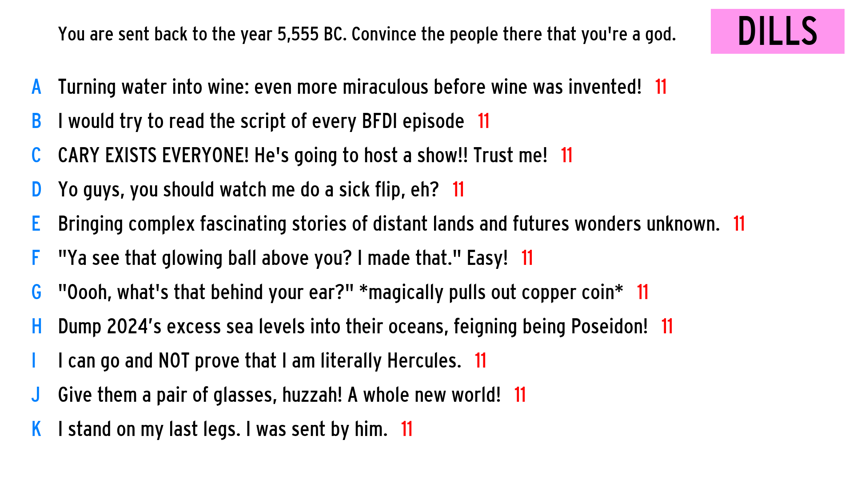 You are sent back to the year 5,555 BC. Convince the people there that you're a god.
DILLS
A Turning water into wine: even more miraculous before wine was invented! 11
B I would try to read the script of every BFDI episode 11
C CARY EXISTS EVERYONE! He's going to host a show!! Trust me! 11
D Yo guys, you should watch me do a sick flip, eh? 11
E Bringing complex fascinating stories of distant lands and futures wonders unknown. 11
F "Ya see that glowing ball above you? I made that." Easy! 11
G "Oooh, what's that behind your ear?" *magically pulls out copper coin* 11
H Dump 2024’s excess sea levels into their oceans, feigning being Poseidon! 11
I I can go and NOT prove that I am literally Hercules. 11
J Give them a pair of glasses, huzzah! A whole new world! 11
K I stand on my last legs. I was sent by him. 11